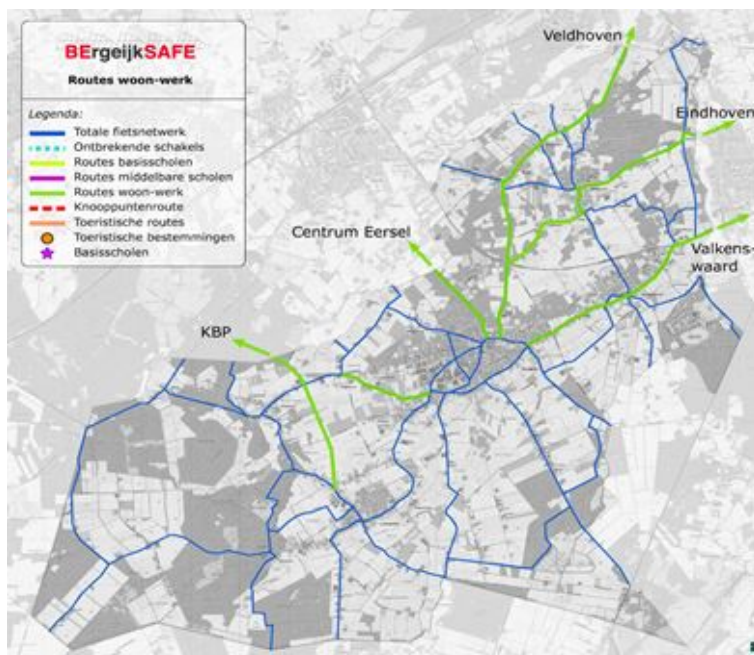 BErgeijkSAFE
Routes woon-werk
Legenda:
Totale fietsnetwerk
Ontbrekende schakels
Routes basisscholen
Routes middelbare scholen
Routes woon-werk
Knooppuntenroute
Toeristische routes
Toeristische bestemmingen
Basisscholen
Veldhoven
Eindhoven
Centrum Eersel
Valkens-
waard
KBP